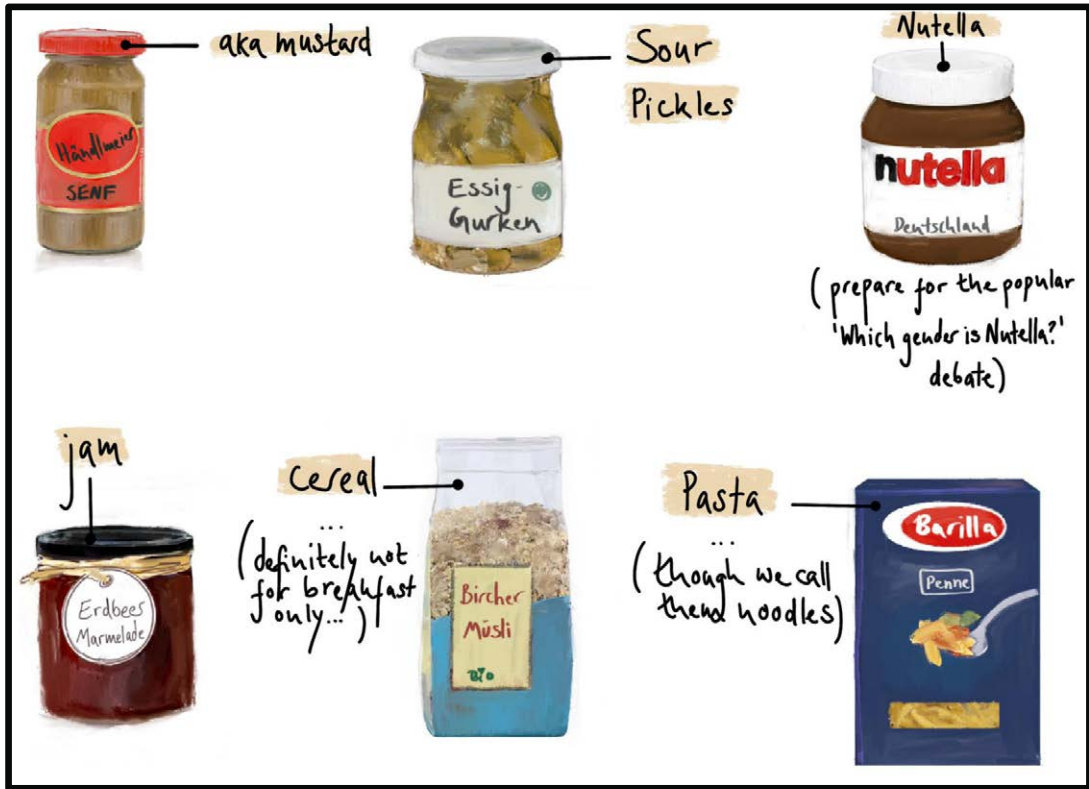 aka mustard
Händlmeier
SENF
Sour
Pickles
Essig-
Gurken
Nutella
nutella
Deutschland
( prepare for the popular
'Which gender is Nutella?'
debate)
jam
Erdbees
Marmelade
cereal
...
( definitely not
for breakfast
only... )
Bircher
Müsli
Bio
Pasta
...
( though we call
them noodles)
Barilla
Penne